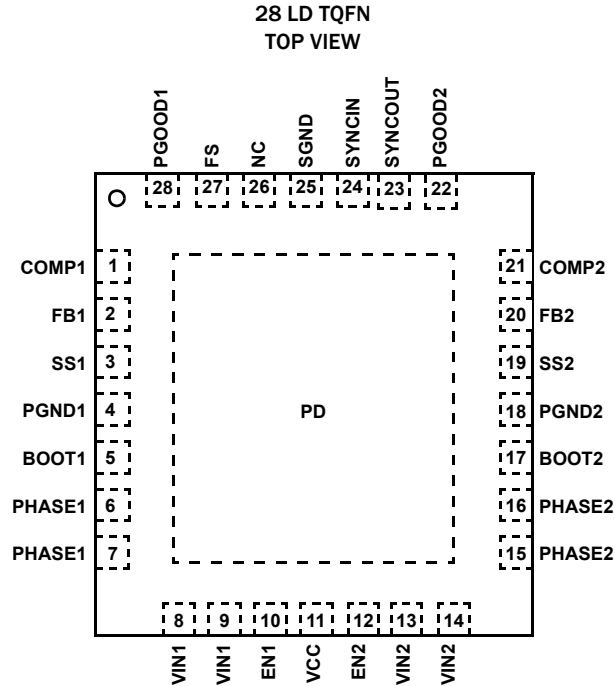 28 LD TQFN
TOP VIEW
PGOOD1
FS
NC
SGND
SYNCIN
SYNCOUT
PGOOD2
28 27 26 25 24 23 22
COMP1 1 21 COMP2
FB1 2 20 FB2
SS1 3 19 SS2
PGND1 4 PD 18 PGND2
BOOT1 5 17 BOOT2
PHASE1 6 16 PHASE2
PHASE1 7 15 PHASE2
8 9 10 11 12 13 14
VIN1
VIN1
EN1
VCC
EN2
VIN2
VIN2